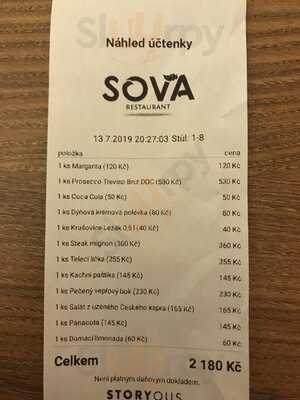 Náhled účtenky
SOVA
RESTAURANT
13.7.2019 20:27:03 Stůl: 1-8
položka cena
1 ks Margarita (120 Kč) 120 Kč
1 ks Prosecco Treviso Brut DOC (530 Kč) 530 Kč
1 ks Coca Cola (50 Kč) 50 Kč
1 ks Dýňová krémová polévka (80 Kč) 80 Kč
1 ks Krušovice Ležák 0,5 l (40 Kč) 40 Kč
1 ks Steak mignon (360 Kč) 360 Kč
1 ks Telecí líčka (255 Kč) 255 Kč
1 ks Kachní paštika (145 Kč) 145 Kč
1 ks Pečený vepřový bok (230 Kč) 230 Kč
1 ks Salát z uzeného Českého kapra (165 Kč) 165 Kč
1 ks Panacota (145 Kč) 145 Kč
1 ks Domácí limonáda (60 Kč) 60 Kč
Celkem 2 180 Kč
Není platným daňovým dokladem.
STORYOUS